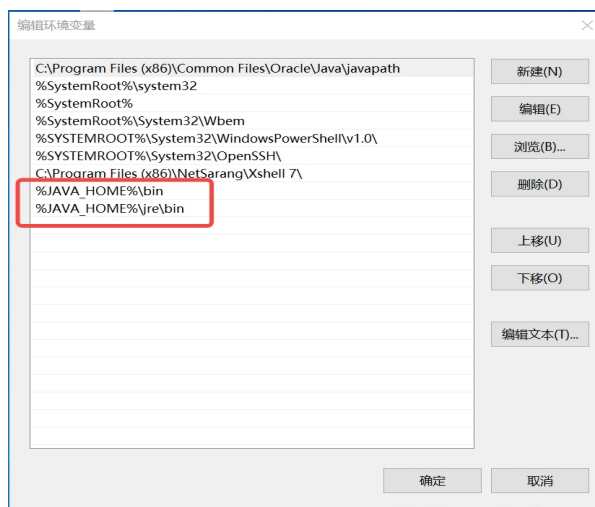 编辑环境变量
C:\Program Files (x86)\Common Files\Oracle\Java\javapath
%SystemRoot%\system32
%SystemRoot%
%SystemRoot%\System32\Wbem
%SYSTEMROOT%\System32\WindowsPowerShell\v1.0\
%SYSTEMROOT%\System32\OpenSSH\
C:\Program Files (x86)\NetSarang\Xshell 7\
%JAVA_HOME%\bin
%JAVA_HOME%\jre\bin
新建(N)
编辑(E)
浏览(B)...
删除(D)
上移(U)
下移(O)
编辑文本(T)...
确定
取消